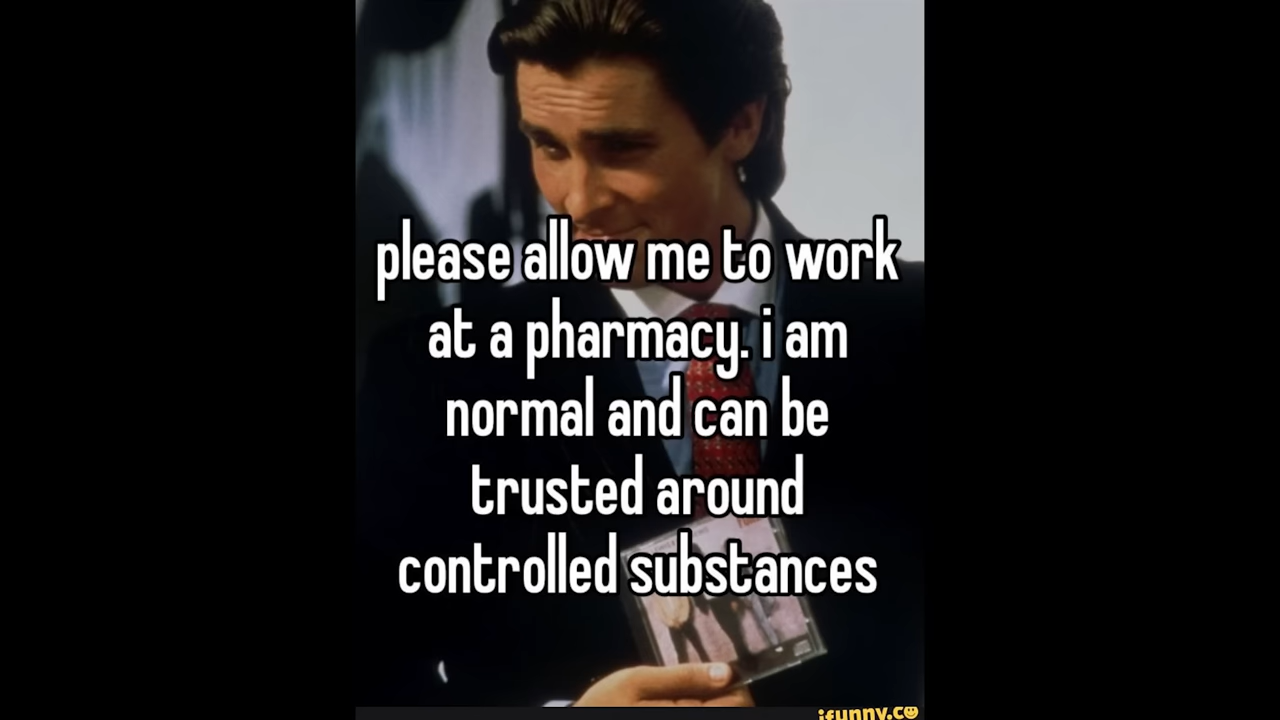 please allow me to work
at a pharmacy. i am
normal and can be
trusted around
controlled substances
ifunny.co